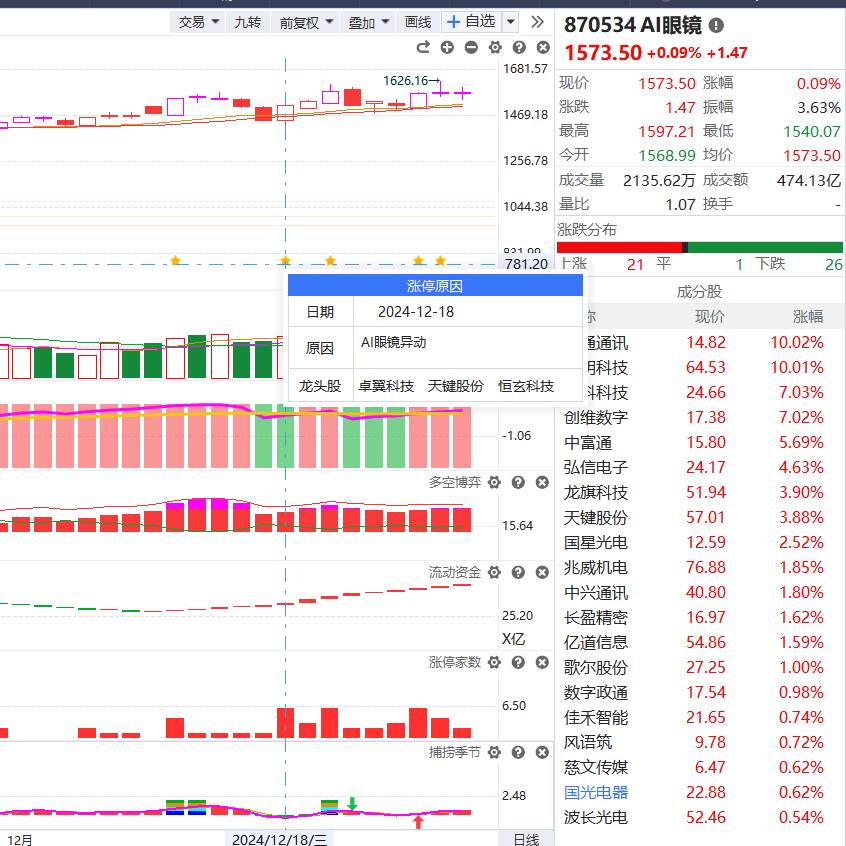 交易 九转 前复权 叠加 画线 自选
870534 AI眼镜
1573.50 +0.09% +1.47
现价 1573.50 涨幅 0.09%
涨跌 1.47 振幅 3.63%
最高 1597.21 最低 1540.07
今开 1568.99 均价 1573.50
成交量 2135.62万 成交额 474.13亿
量比 1.07 换手 -
涨跌分布
上涨 21 平 1 下跌 26
成分股
称 现价 涨幅
通通讯 14.82 10.02%
明科技 64.53 10.01%
科科技 24.66 7.03%
创维数字 17.38 7.02%
中富通 15.80 5.69%
弘信电子 24.17 4.63%
龙旗科技 51.94 3.90%
天键股份 57.01 3.88%
国星光电 12.59 2.52%
兆威机电 76.88 1.85%
中兴通讯 40.80 1.80%
长盈精密 16.97 1.62%
亿道信息 54.86 1.59%
歌尔股份 27.25 1.00%
数字政通 17.54 0.98%
佳禾智能 21.65 0.74%
风语筑 9.78 0.72%
慈文传媒 6.47 0.62%
国光电器 22.88 0.62%
波长光电 52.46 0.54%
1681.57
1626.16
1469.18
1256.78
1044.38
831.99
781.20
涨停原因
日期 2024-12-18
原因 AI眼镜异动
龙头股 卓翼科技 天键股份 恒玄科技
-1.06
多空博弈
15.64
流动资金
25.20
X亿
涨停家数
6.50
捕捞季节
2.48
12月 2024/12/18/三 日线